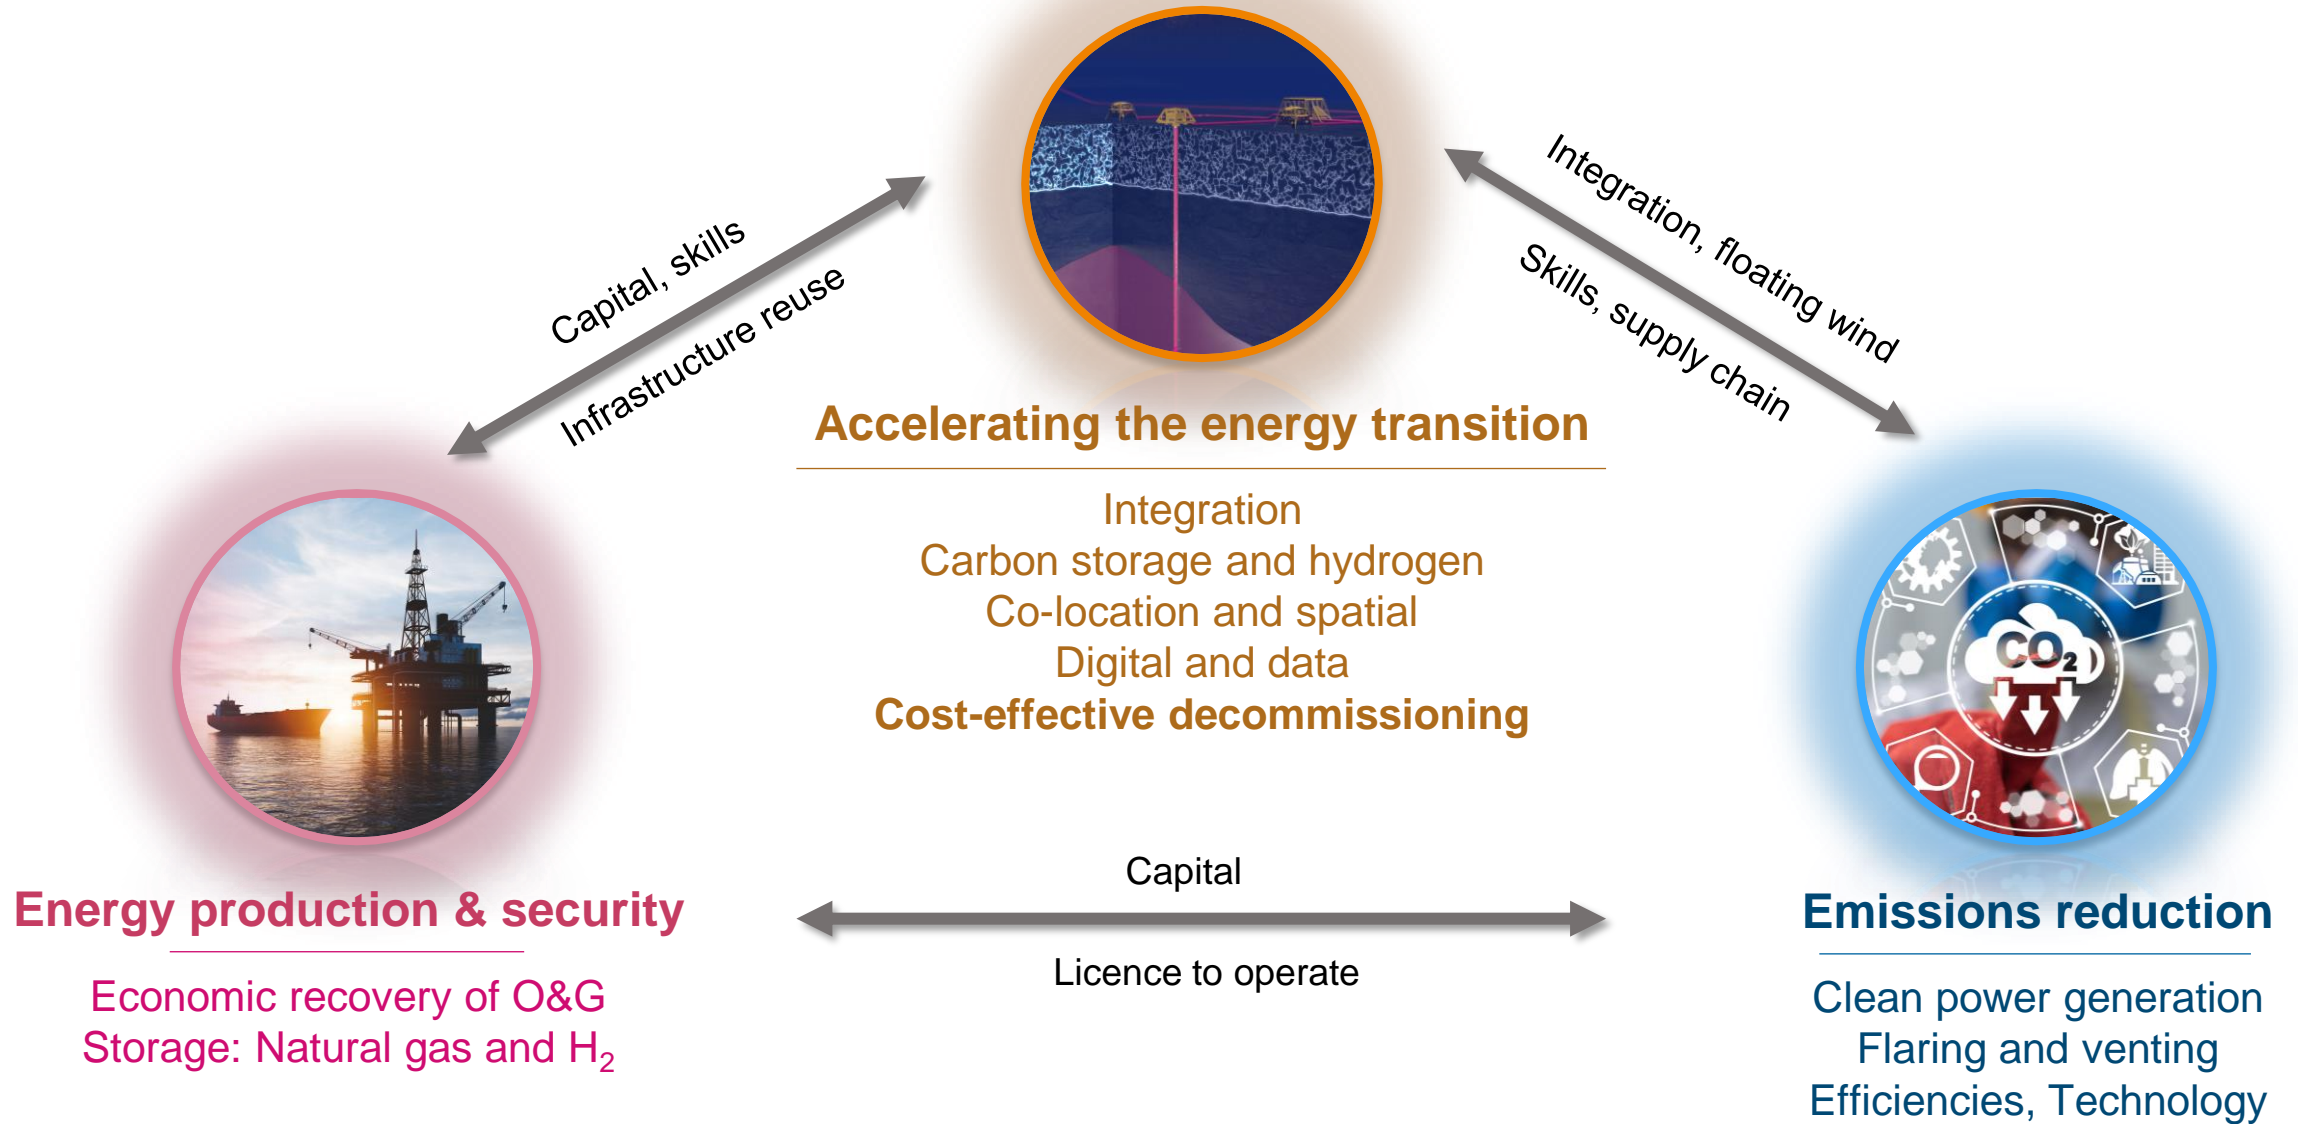 Capital, skills
Infrastructure reuse
Integration, floating wind
Skills, supply chain
Accelerating the energy transition
Integration
Carbon storage and hydrogen
Co-location and spatial
Digital and data
Cost-effective decommissioning
CO₂
Capital
Licence to operate
Energy production & security
Economic recovery of O&G
Storage: Natural gas and H₂
Emissions reduction
Clean power generation
Flaring and venting
Efficiencies, Technology